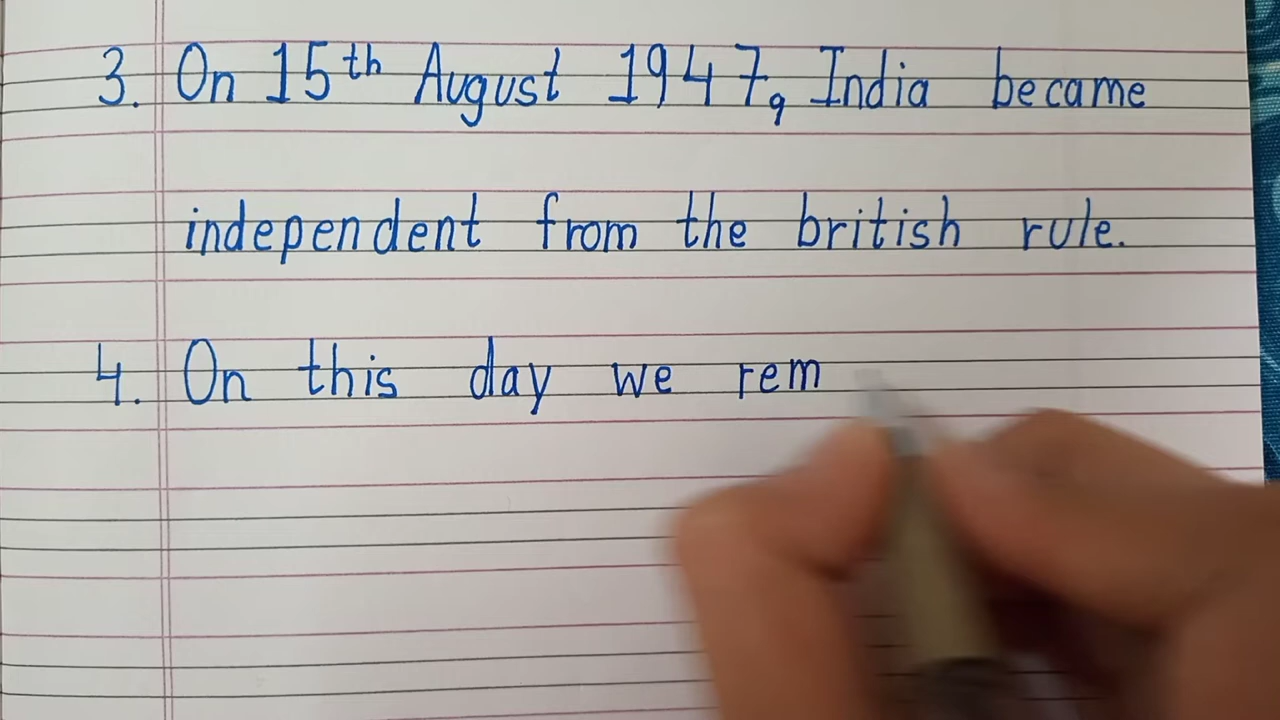 3. On 15th August 1947, India became
independent from the british rule.
4. On this day we rem